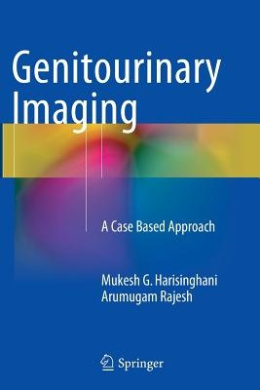 Genitourinary
Imaging
A Case Based Approach
Mukesh G. Harisinghani
Arumugam Rajesh
Springer